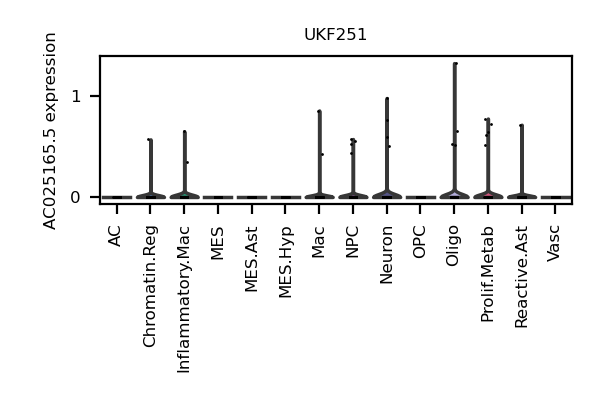 UKF251
AC025165.5 expression
1
0
AC
Chromatin.Reg
Inflammatory.Mac
MES
MES.Ast
MES.Hyp
Mac
NPC
Neuron
OPC
Oligo
Prolif.Metab
Reactive.Ast
Vasc